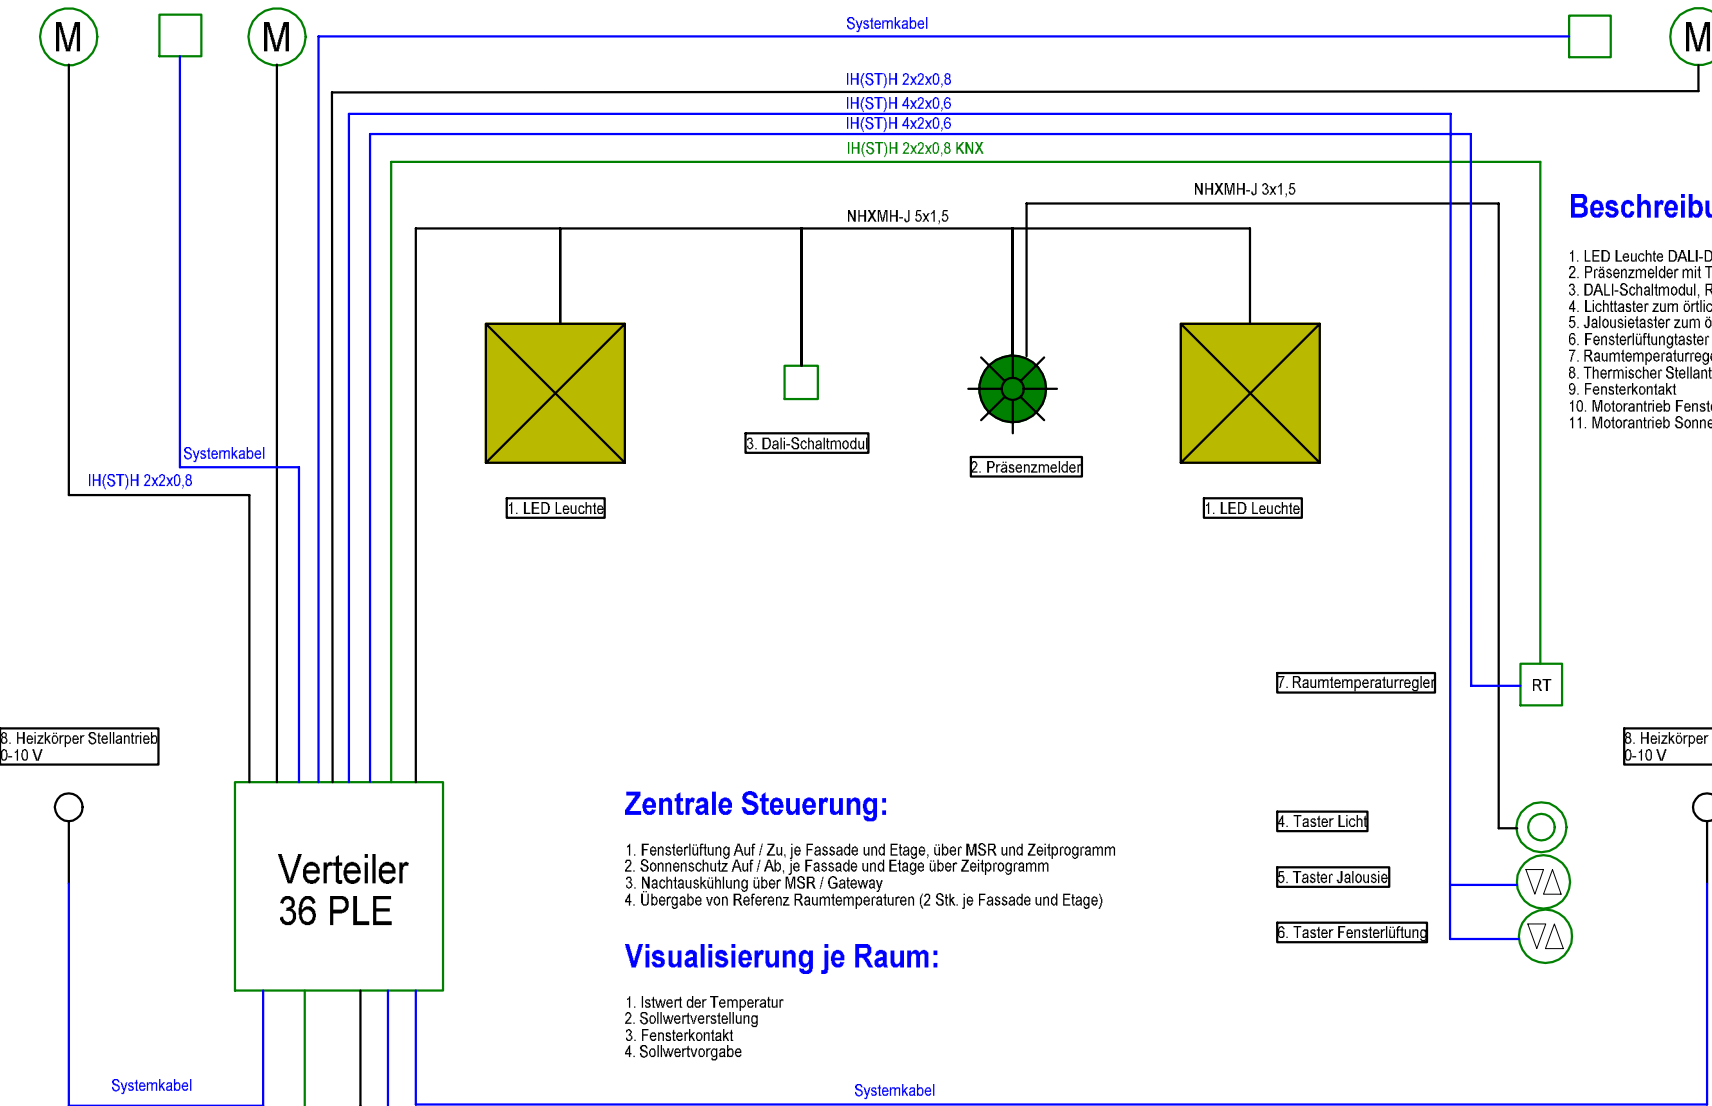 M
M
Systemkabel
M
IH(ST)H 2x2x0,8
IH(ST)H 4x2x0,6
IH(ST)H 4x2x0,6
IH(ST)H 2x2x0,8 KNX
NHXMH-J 3x1,5
NHXMH-J 5x1,5
Beschreibu
1. LED Leuchte DALI-D
2. Präsenzmelder mit T
3. DALI-Schaltmodul, R
4. Lichttaster zum örtlic
5. Jalousietaster zum ö
6. Fensterlüftungtaster
7. Raumtemperaturrege
8. Thermischer Stellant
9. Fensterkontakt
10. Motorantrieb Fenste
11. Motorantrieb Sonne
3. Dali-Schaltmodul
2. Präsenzmelder
Systemkabel
IH(ST)H 2x2x0,8
1. LED Leuchte
1. LED Leuchte
7. Raumtemperaturregler
RT
8. Heizkörper Stellantrieb
0-10 V
8. Heizkörper
0-10 V
Verteiler
36 PLE
Zentrale Steuerung:
1. Fensterlüftung Auf / Zu, je Fassade und Etage, über MSR und Zeitprogramm
2. Sonnenschutz Auf / Ab, je Fassade und Etage über Zeitprogramm
3. Nachtauskühlung über MSR / Gateway
4. Übergabe von Referenz Raumtemperaturen (2 Stk. je Fassade und Etage)
4. Taster Licht
5. Taster Jalousie
6. Taster Fensterlüftung
Visualisierung je Raum:
1. Istwert der Temperatur
2. Sollwertverstellung
3. Fensterkontakt
4. Sollwertvorgabe
Systemkabel
Systemkabel